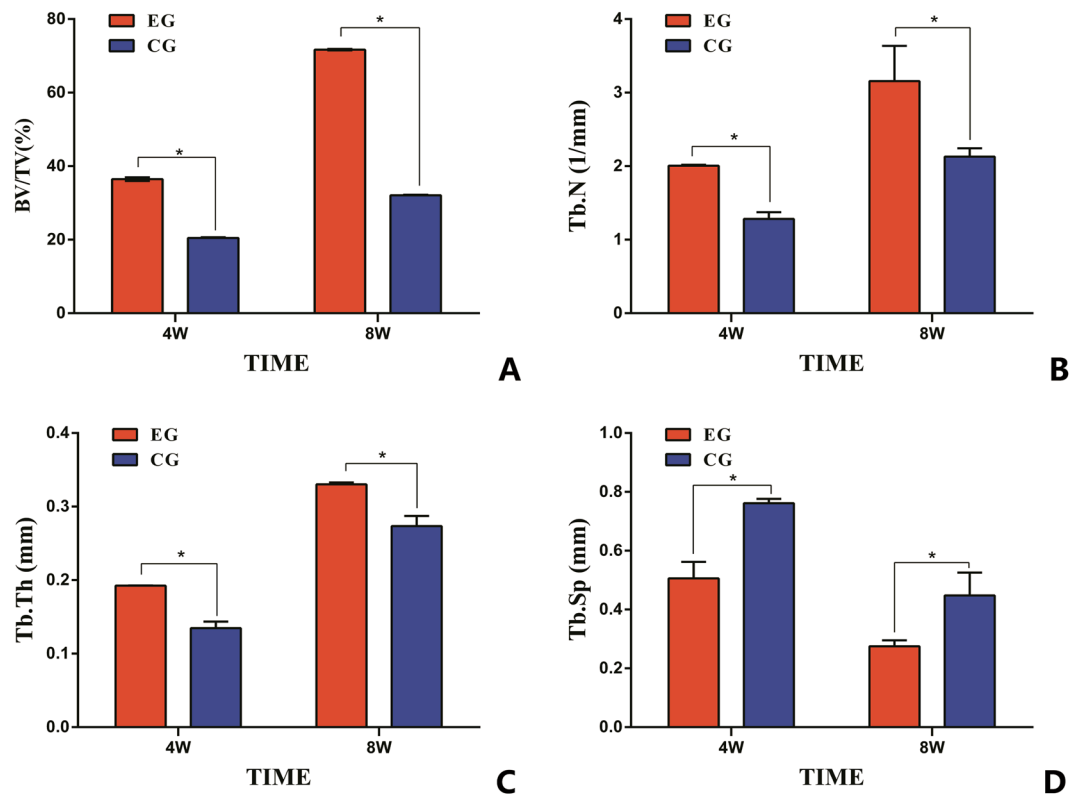 EG
CG
BV/TV(%)
80
60
40
20
0
*
*
4W
8W
TIME
A
EG
CG
Tb.N (1/mm)
4
3
2
1
0
*
*
4W
8W
TIME
B
EG
CG
Tb.Th (mm)
0.4
0.3
0.2
0.1
0.0
*
*
4W
8W
TIME
C
EG
CG
Tb.Sp (mm)
1.0
0.8
0.6
0.4
0.2
0.0
*
*
4W
8W
TIME
D